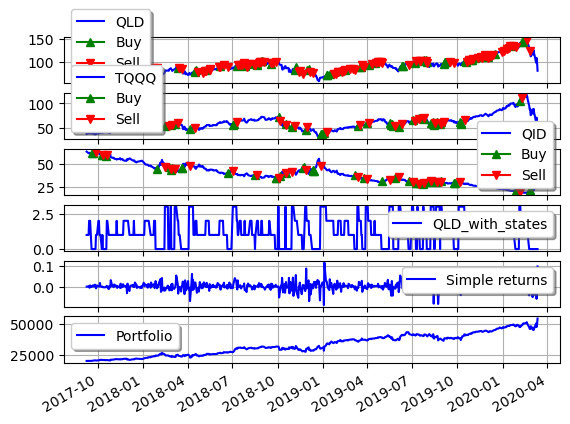 QLD
Buy
Sell
150
100
TQQQ
Buy
Sell
100
50
QID
Buy
Sell
50
25
QLD_with_states
2.5
0.0
Simple returns
0.1
0.0
Portfolio
50000
25000
2017-10 2018-01 2018-04 2018-07 2018-10 2019-01 2019-04 2019-07 2019-10 2020-01 2020-04